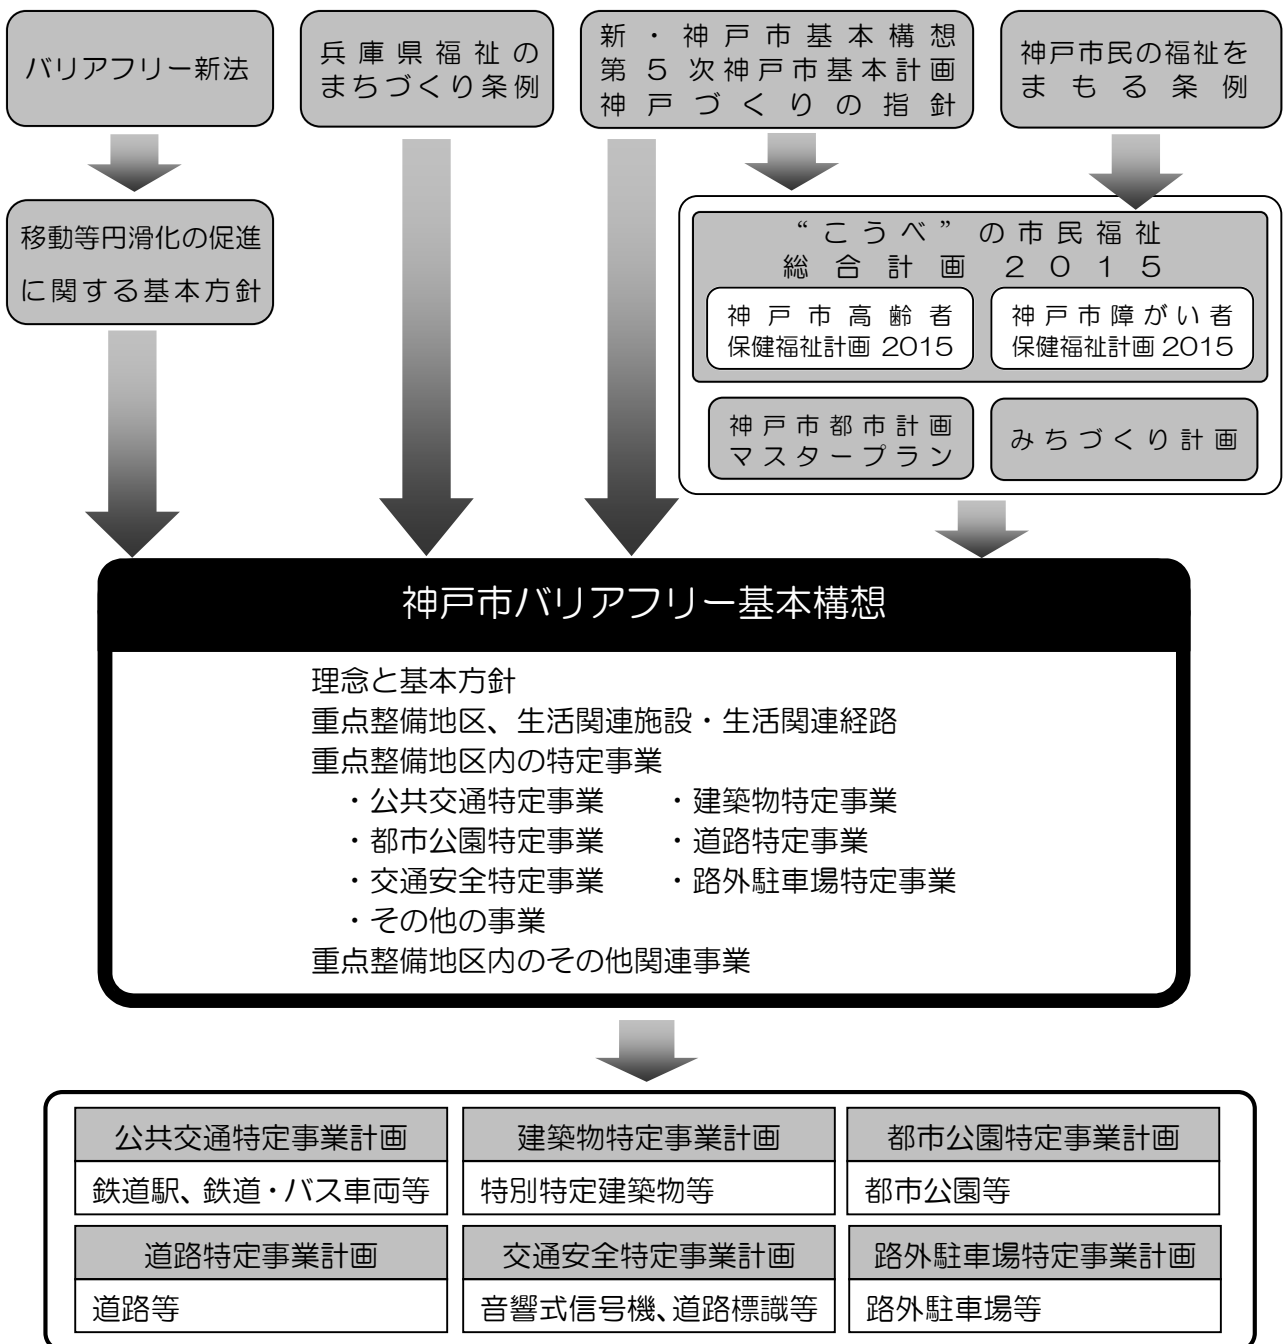 バリアフリー新法
兵庫県福祉の
まちづくり条例
新・神戸市基本構想
第5次神戸市基本計画
神戸づくりの指針
神戸市民の福祉を
まもる条例
移動等円滑化の促進
に関する基本方針
“こうべ”の市民福祉
総合計画2015
神戸市高齢者
保健福祉計画 2015
神戸市障がい者
保健福祉計画 2015
神戸市都市計画
マスタープラン
みちづくり計画
神戸市バリアフリー基本構想
理念と基本方針
重点整備地区、生活関連施設・生活関連経路
重点整備地区内の特定事業
・公共交通特定事業 ・建築物特定事業
・都市公園特定事業 ・道路特定事業
・交通安全特定事業 ・路外駐車場特定事業
・その他の事業
重点整備地区内のその他関連事業
公共交通特定事業計画
鉄道駅、鉄道・バス車両等
建築物特定事業計画
特別特定建築物等
都市公園特定事業計画
都市公園等
道路特定事業計画
道路等
交通安全特定事業計画
音響式信号機、道路標識等
路外駐車場特定事業計画
路外駐車場等